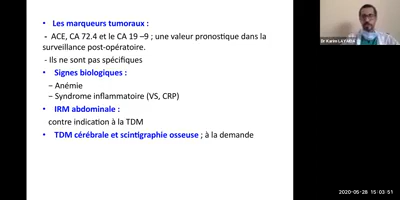 • Les marqueurs tumoraux :
- ACE, CA 72.4 et le CA 19 –9 ; une valeur pronostique dans la
surveillance post-opératoire.
- Ils ne sont pas spécifiques
• Signes biologiques :
– Anémie
– Syndrome inflammatoire (VS, CRP)
• IRM abdominale :
contre indication à la TDM
• TDM cérébrale et scintigraphie osseuse ; à la demande
Dr Karim LAYAIDA
2020-05-28 15:03:51